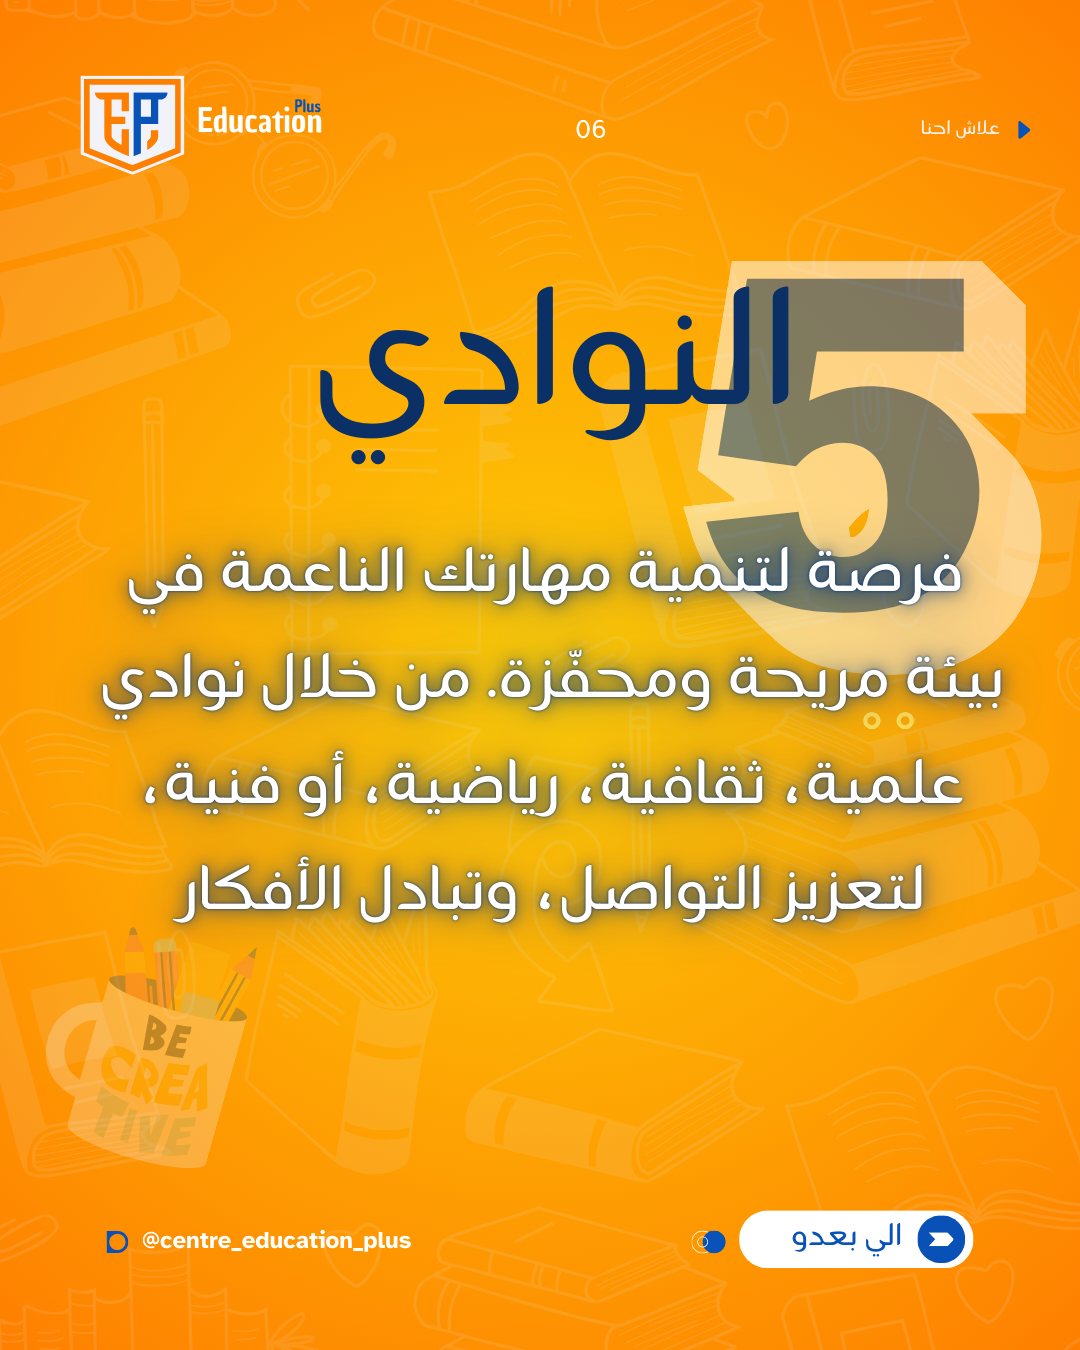 EP
Plus
Education
06
علاش احنا
5
النوادي
فرصة لتنمية مهارتك الناعمة في
بيئة مريحة ومحفّزة. من خلال نوادي
علمية، ثقافية، رياضية، أو فنية،
لتعزيز التواصل، وتبادل الأفكار
BE
CREA
TIVE
@centre_education_plus
الي بعدو